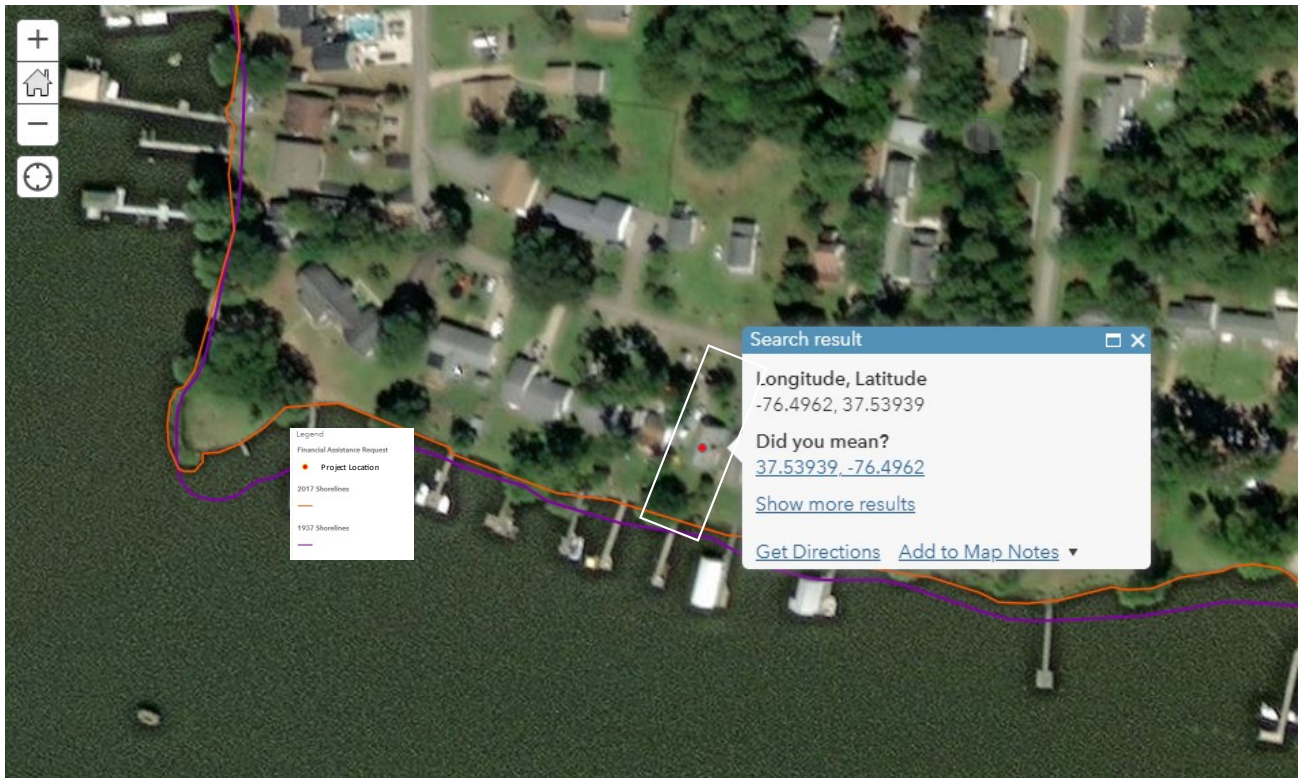 Search result
Longitude, Latitude
-76.4962, 37.53939
Did you mean?
37.53939, -76.4962
Show more results
Get Directions Add to Map Notes
Legend
Financial Assistance Request
Project Location
2017 Shorelines
1937 Shorelines